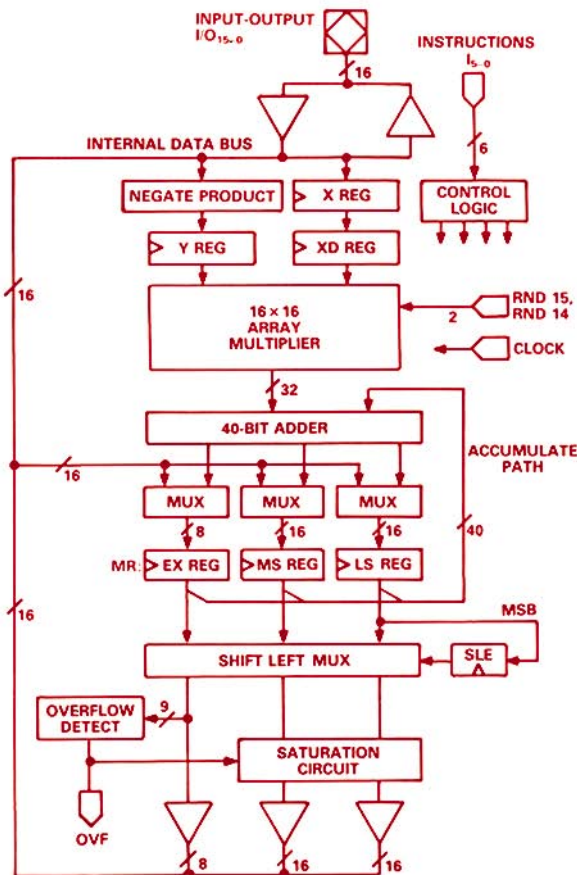 INPUT-OUTPUT
I/O15-0
16
INSTRUCTIONS
I5-0
6
INTERNAL DATA BUS
NEGATE PRODUCT
X REG
CONTROL
LOGIC
Y REG
XD REG
16
16 × 16
ARRAY
MULTIPLIER
2
RND 15,
RND 14
CLOCK
32
40-BIT ADDER
ACCUMULATE
PATH
16
MUX
MUX
MUX
8
16
16
40
MR:
EX REG
MS REG
LS REG
16
MSB
SHIFT LEFT MUX
SLE
OVERFLOW
DETECT
9
SATURATION
CIRCUIT
OVF
8
16
16